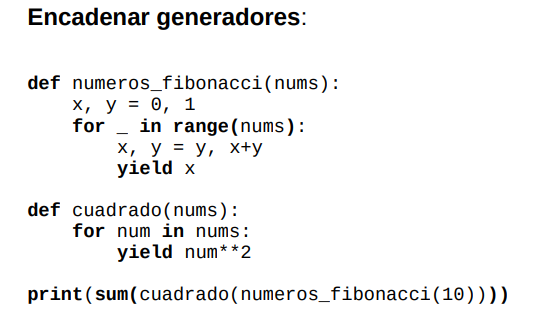 Encadenar generadores:
def numeros_fibonacci(nums):
    x, y = 0, 1
    for _ in range(nums):
        x, y = y, x+y
        yield x
def cuadrado(nums):
    for num in nums:
        yield num**2
print(sum(cuadrado(numeros_fibonacci(10))))